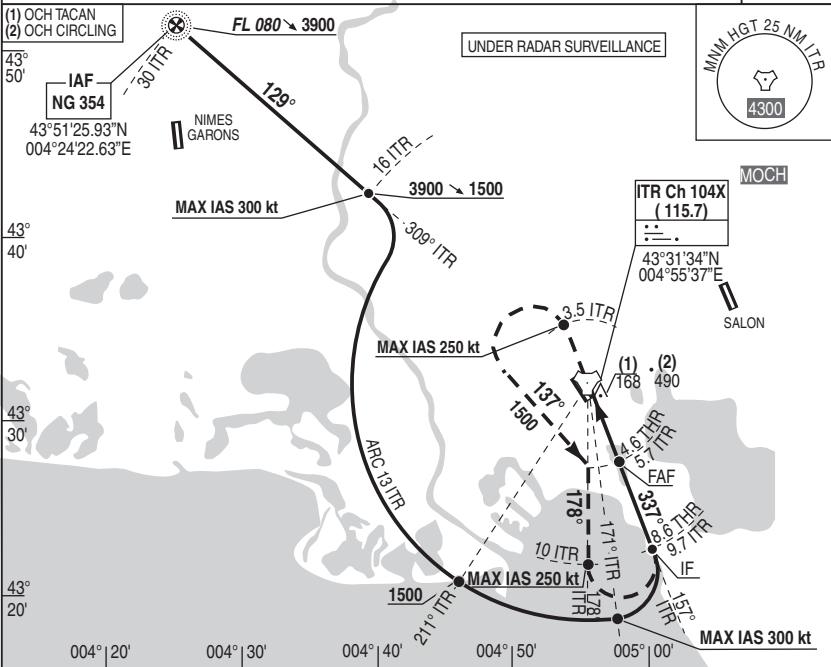 (1) OCH TACAN
(2) OCH CIRCLING
FL 080 ↘ 3900
UNDER RADAR SURVEILLANCE
MNM HGT 25 NM ITR
4300
43°
50'
30 ITR
IAF
NG 354
43°51'25.93"N
004°24'22.63"E
NIMES
GARONS
129°
16 ITR
MAX IAS 300 kt
3900 ↘ 1500
309° ITR
MOCH
ITR Ch 104X
(115.7)
43°31'34"N
004°55'37"E
SALON
43°
40'
3.5 ITR
MAX IAS 250 kt
(1)
168
(2)
490
137°
1500
43°
30'
ARC 13 ITR
4.6 THR
5.7 ITR
FAF
337°
178°
171° ITR
8.6 THR
9.7 ITR
IF
10 ITR
MAX IAS 250 kt
178°
ITR
157°
ITR
1500
211° ITR
43°
20'
MAX IAS 300 kt
004° 20'
004° 30'
004° 40'
004° 50'
005° 00'